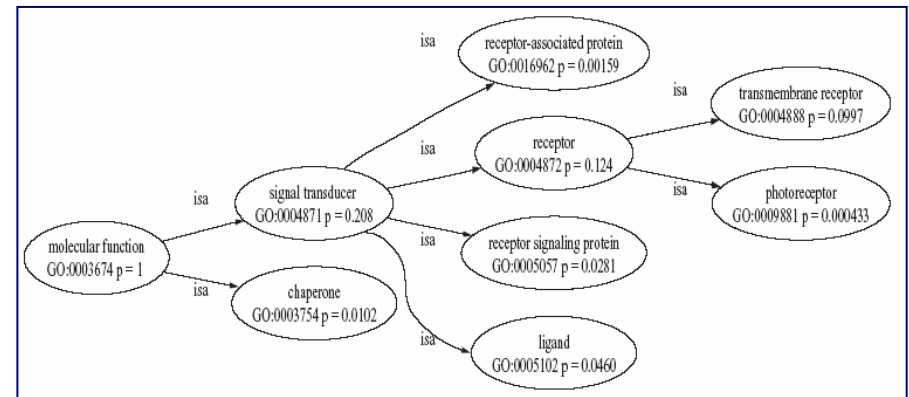 isa
receptor-associated protein
GO:0016962 p = 0.00159
isa
transmembrane receptor
GO:0004888 p = 0.0997
isa
receptor
GO:0004872 p = 0.124
isa
signal transducer
GO:0004871 p = 0.208
isa
photoreceptor
GO:0009881 p = 0.000433
isa
receptor signaling protein
GO:0005057 p = 0.0281
molecular function
GO:0003674 p = 1
isa
chaperone
GO:0003754 p = 0.0102
isa
ligand
GO:0005102 p = 0.0460